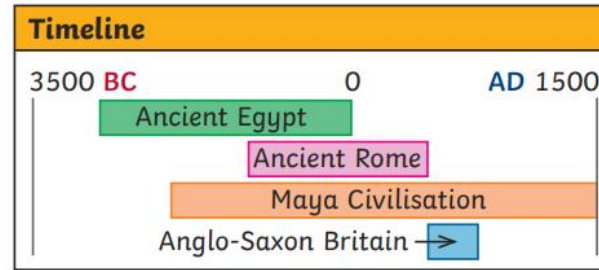 Timeline
3500 BC 0 AD 1500
Ancient Egypt
Ancient Rome
Maya Civilisation
Anglo-Saxon Britain